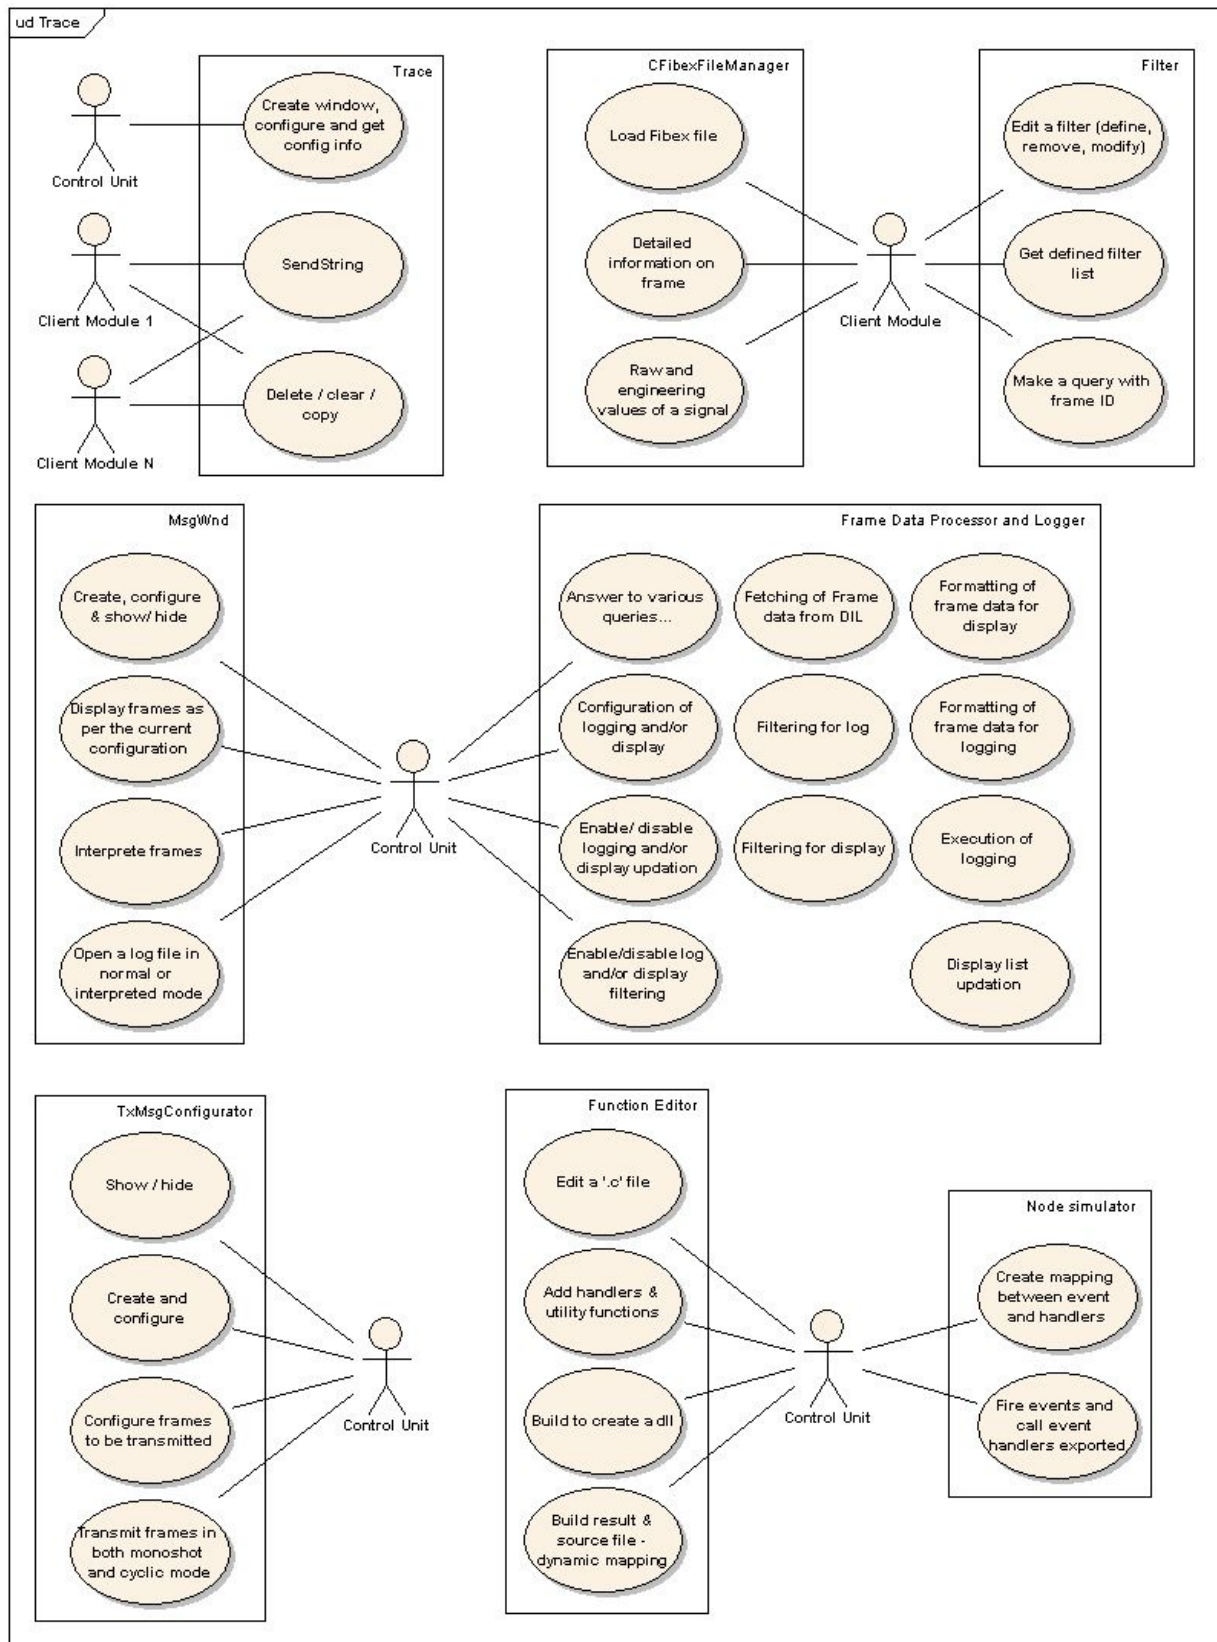 ud Trace
Trace
Create window,
configure and get
config info
Control Unit
SendString
Client Module 1
Delete / clear /
copy
Client Module N
CFibexFileManager
Load Fibex file
Detailed
information on
frame
Raw and
engineering
values of a signal
Client Module
Filter
Edit a filter (define,
remove, modify)
Get defined filter
list
Make a query with
frame ID
MsgWnd
Create, configure
& show/ hide
Display frames as
per the current
configuration
Interprete frames
Open a log file in
normal or
interpreted mode
Control Unit
Frame Data Processor and Logger
Answer to various
queries...
Fetching of Frame
data from DIL
Formatting of
frame data for
display
Configuration of
logging and/or
display
Filtering for log
Formatting of
frame data for
logging
Enable/ disable
logging and/or
display updation
Filtering for display
Execution of
logging
Enable/disable log
and/or display
filtering
Display list
updation
TxMsgConfigurator
Show / hide
Create and
configure
Configure frames
to be transmitted
Transmit frames in
both monoshot
and cyclic mode
Control Unit
Function Editor
Edit a '.c' file
Add handlers &
utility functions
Build to create a dll
Build result &
source file -
dynamic mapping
Control Unit
Node simulator
Create mapping
between event
and handlers
Fire events and
call event
handlers exported